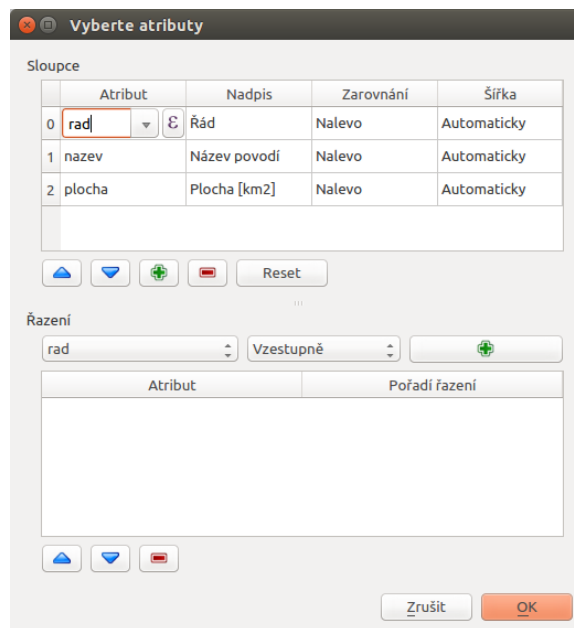 Vyberte atributy
Sloupce
Atribut Nadpis Zarovnání Šířka
0 rad ε Řád Nalevo Automaticky
1 nazev Název povodí Nalevo Automaticky
2 plocha Plocha [km2] Nalevo Automaticky
Reset
Řazení
rad Vzestupně
Atribut Pořadí řazení
Zrušit OK